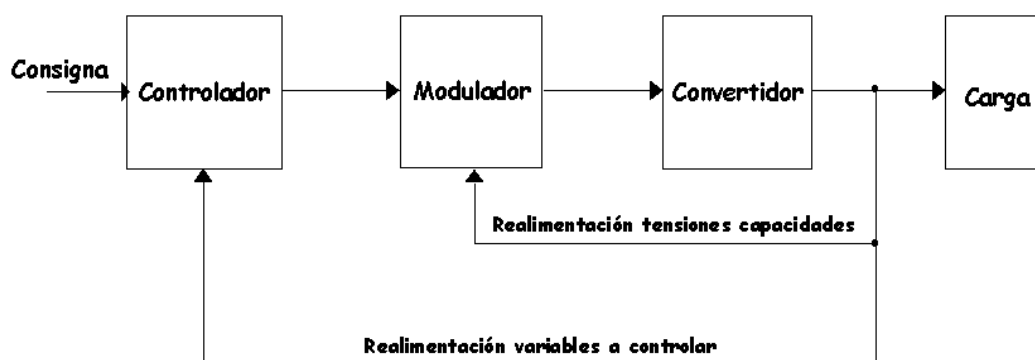 Consigna
Controlador
Modulador
Convertidor
Carga
Realimentación tensiones capacidades
Realimentación variables a controlar